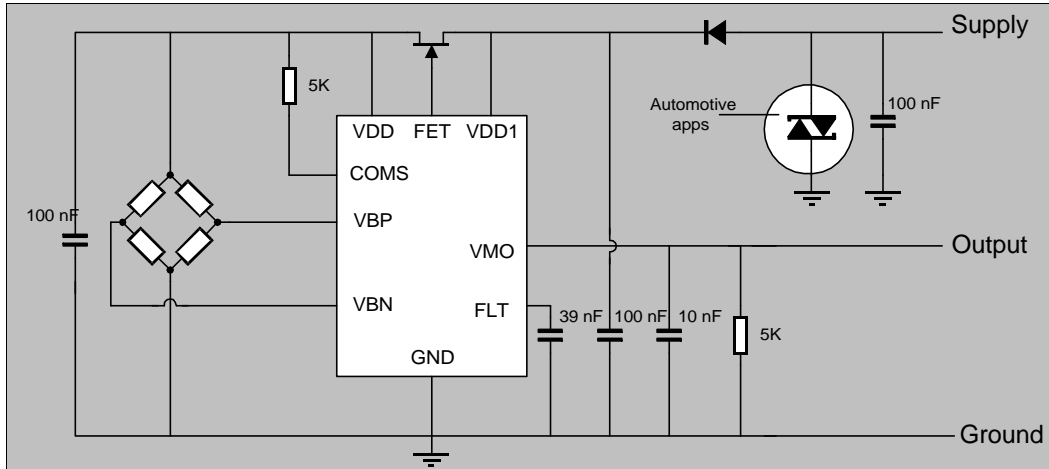 Supply
5K
Automotive
apps
100 nF
VDD FET VDD1
COMS
100 nF
VBP
VMO
Output
VBN
FLT
39 nF
100 nF
10 nF
5K
GND
Ground